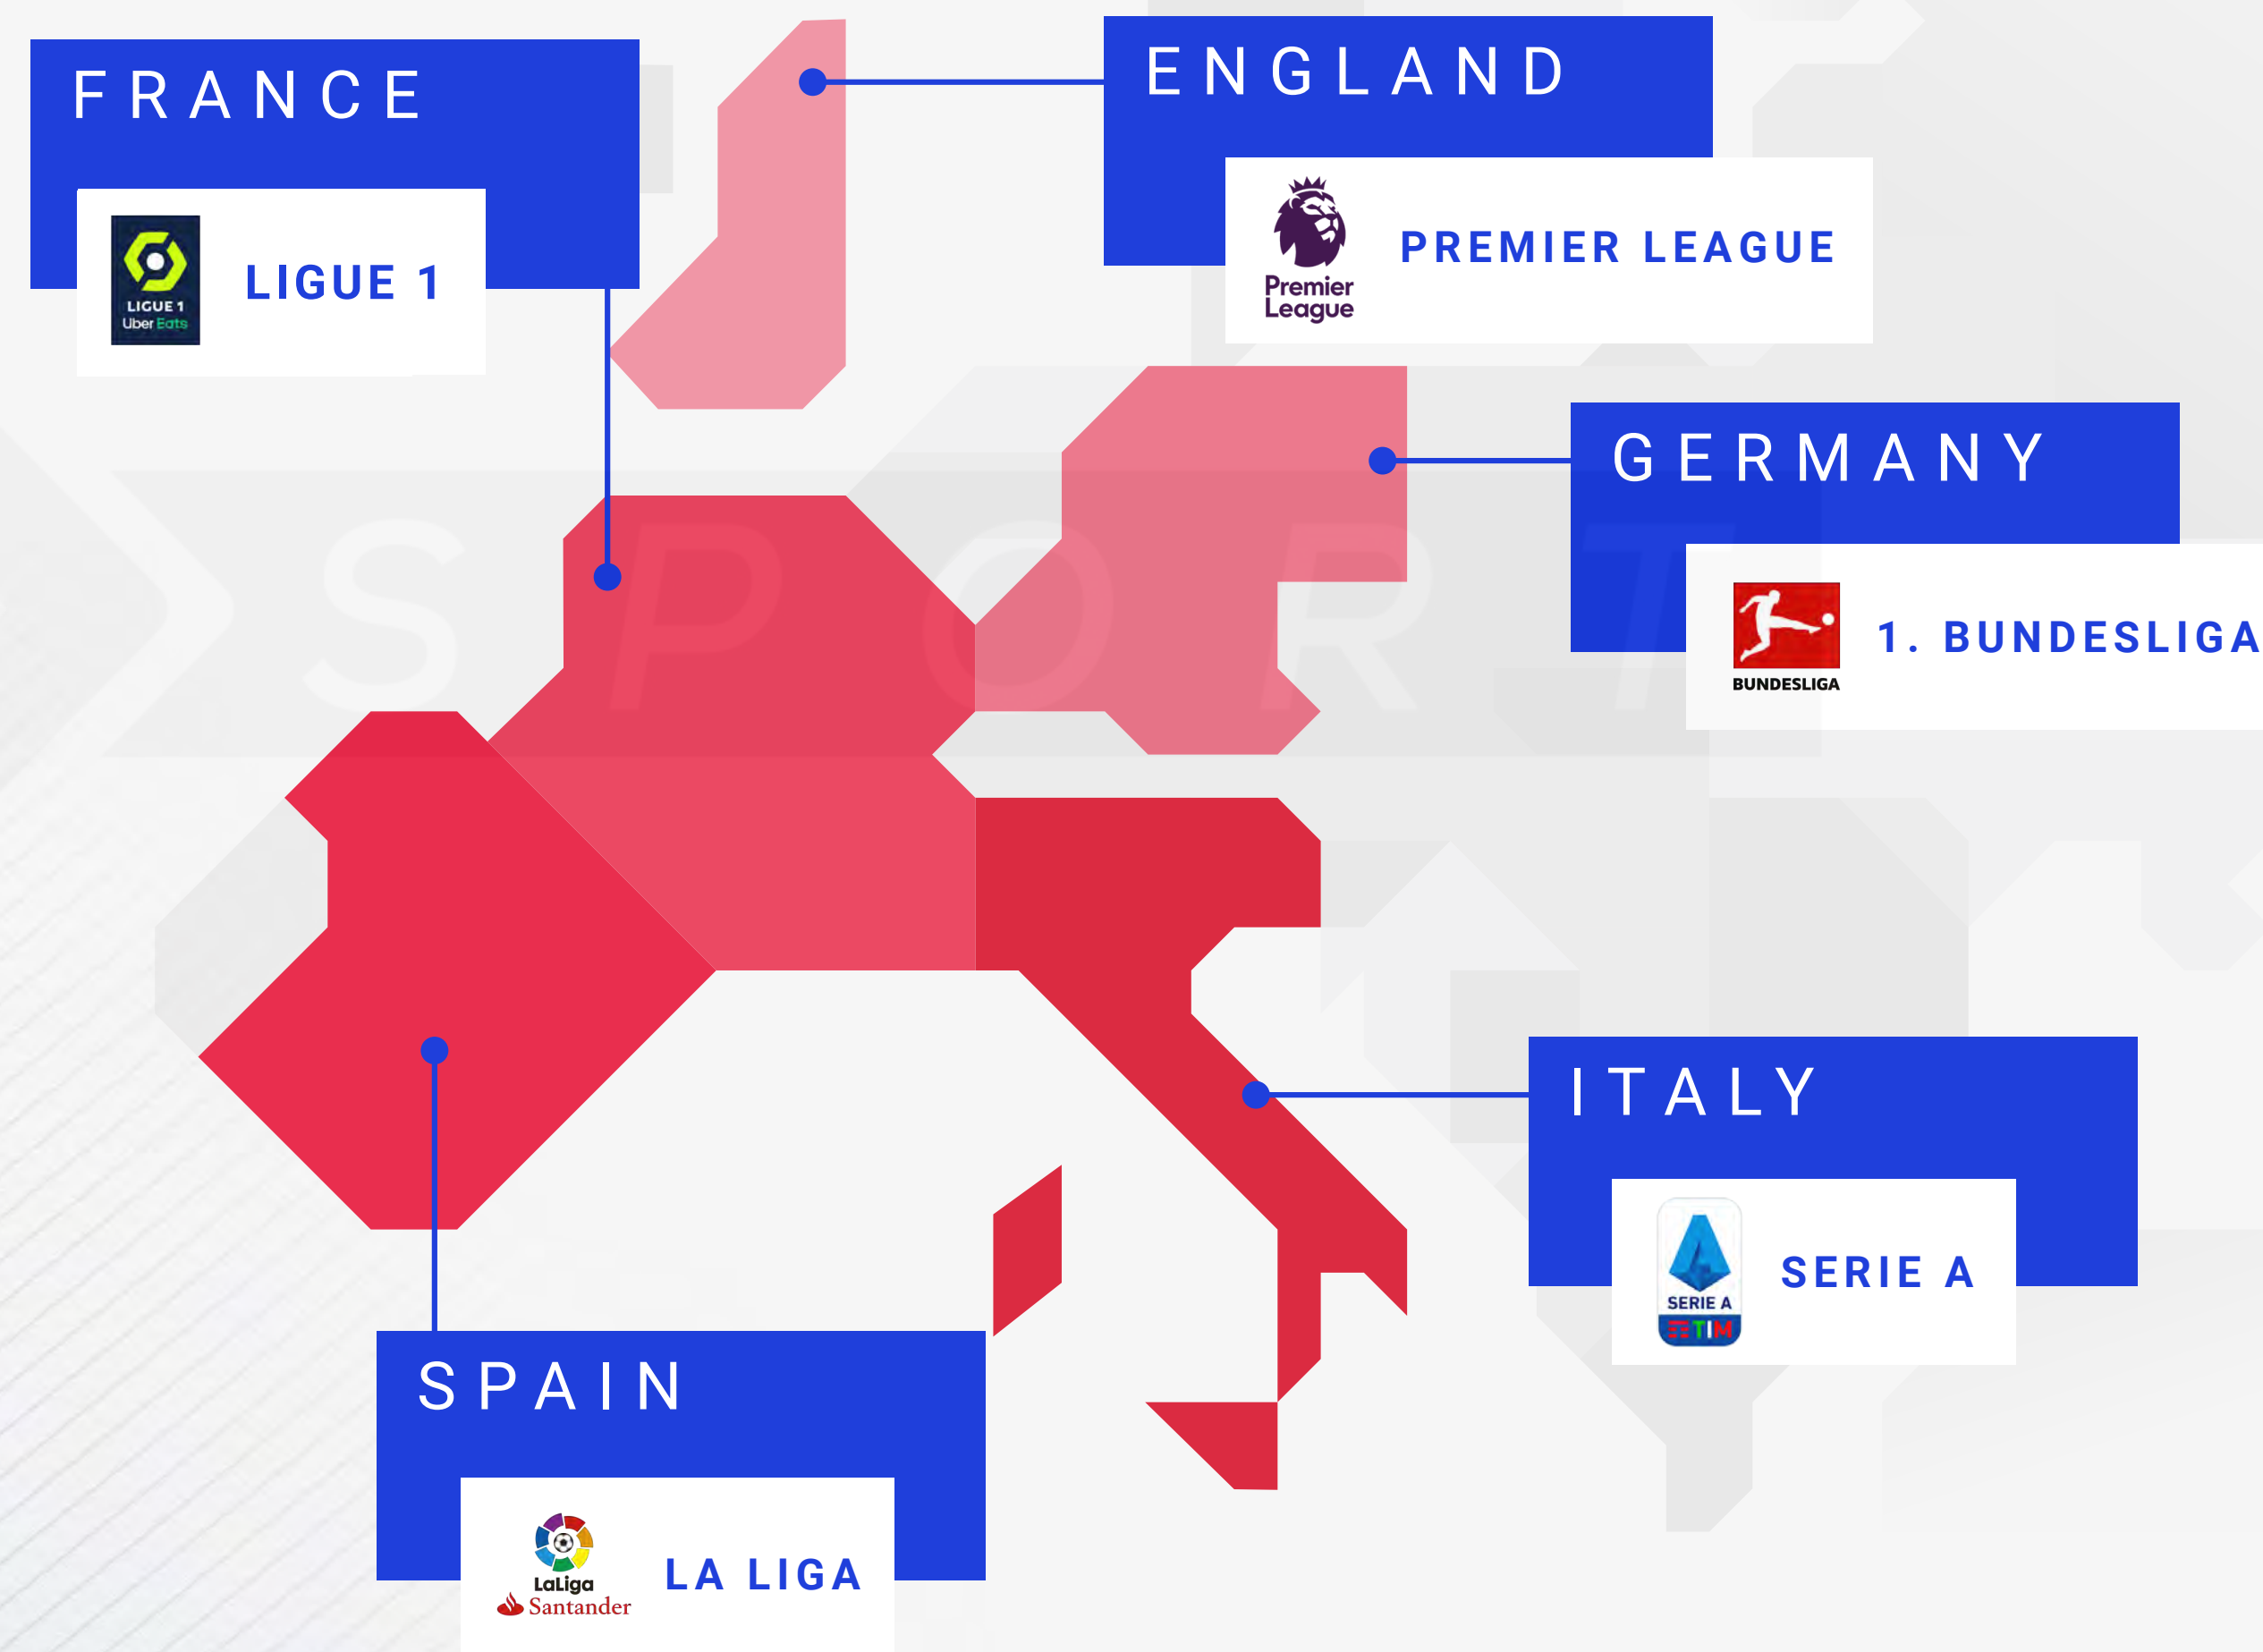 FRANCE
LIGUE 1
Uber Eats
LIGUE 1
ENGLAND
Premier
League
PREMIER LEAGUE
GERMANY
BUNDESLIGA
1. BUNDESLIGA
SPORT
ITALY
SERIE A
TIM
SERIE A
SPAIN
LaLiga
Santander
LA LIGA